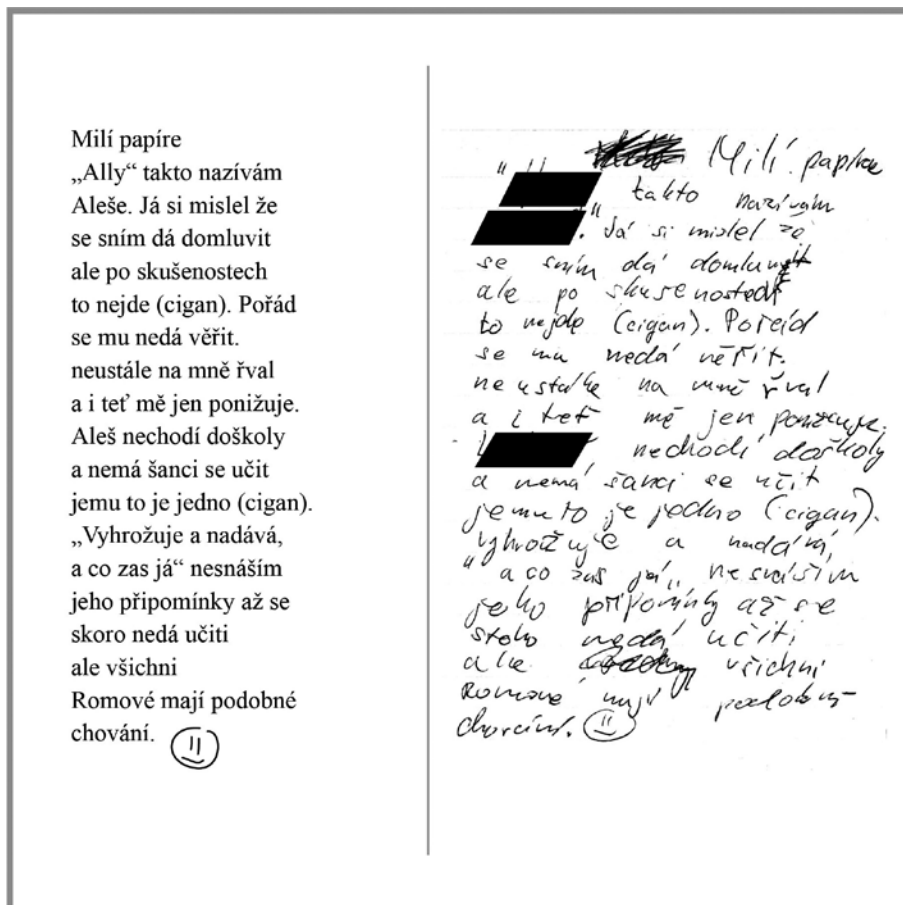 Milí papíre
„Ally“ takto nazívám
Aleše. Já si mislel že
se sním dá domluvit
ale po skušenostech
to nejde (cigan). Pořád
se mu nedá věřit.
neustále na mně řval
a i teť mě jen ponižuje.
Aleš nechodí doškoly
a nemá šanci se učit
jemu to je jedno (cigan).
„Vyhrožuje a nadává,
a co zas já“ nesnáším
jeho připomínky až se
skoro nedá učiti
ale všichni
Romové mají podobné
chování.
Milí papíre
takto nazívám
. Já si mislel že
se sním dá domluvit
ale po skušenostech
to nejde (cigan). Pořád
se mu nedá věřit.
neustále na mně řval
a i teť mě jen ponižuje.
nechodí doškoly
a nemá šanci se učit
jemu to je jedno (cigan).
vyhrožuje a nadává,
„a co zas já„ nesnáším
jeho připomínky až se
nedá učiti
ale všichni
Romové mají podobné
chování.